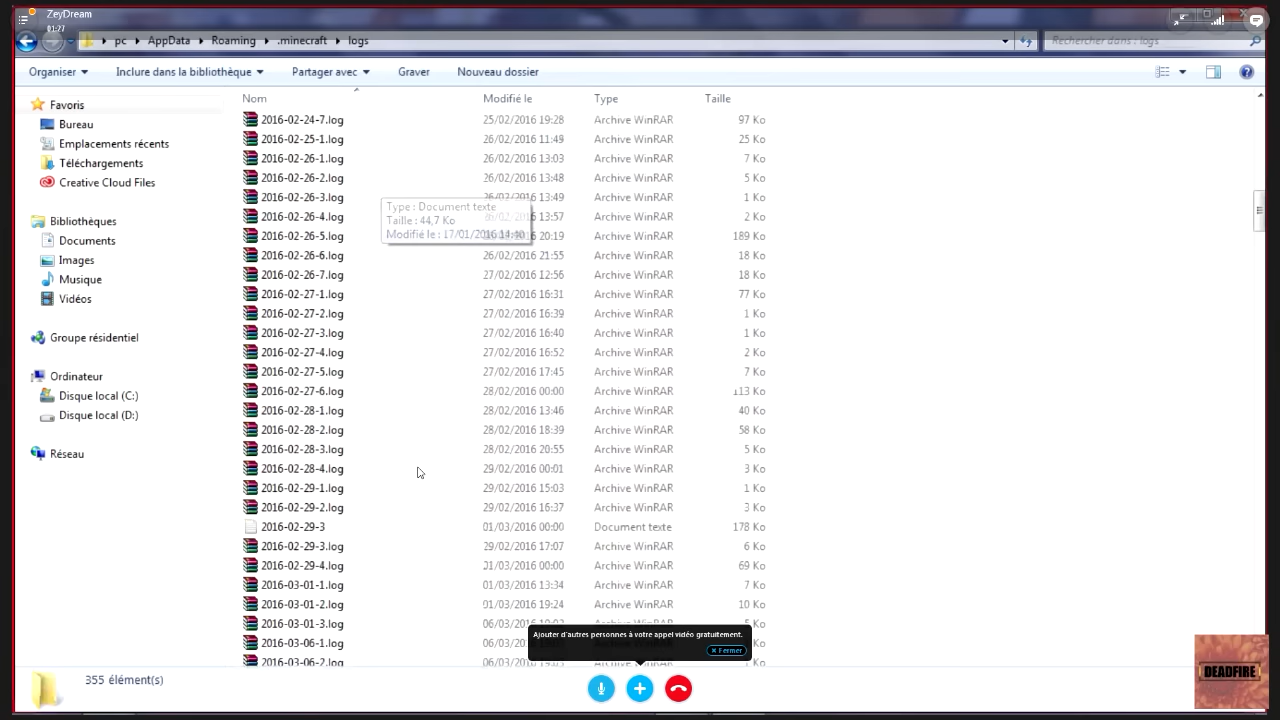 ZeyDream
01:27
pc AppData Roaming .minecraft logs
Rechercher dans : logs
Organiser Inclure dans la bibliothèque Partager avec Graver Nouveau dossier
Nom Modifié le Type Taille
Favoris
Bureau
Emplacements récents
Téléchargements
Creative Cloud Files
Bibliothèques
Documents
Images
Musique
Vidéos
Groupe résidentiel
Ordinateur
Disque local (C:)
Disque local (D:)
Réseau
2016-02-24-7.log 25/02/2016 19:28 Archive WinRAR 97 Ko
2016-02-25-1.log 26/02/2016 11:49 Archive WinRAR 25 Ko
2016-02-26-1.log 26/02/2016 13:03 Archive WinRAR 7 Ko
2016-02-26-2.log 26/02/2016 13:48 Archive WinRAR 5 Ko
2016-02-26-3.log 26/02/2016 13:49 Archive WinRAR 1 Ko
2016-02-26-4.log 26/02/2016 13:57 Archive WinRAR 2 Ko
2016-02-26-5.log 20:19 Archive WinRAR 189 Ko
2016-02-26-6.log 26/02/2016 21:55 Archive WinRAR 18 Ko
2016-02-26-7.log 27/02/2016 12:56 Archive WinRAR 18 Ko
2016-02-27-1.log 27/02/2016 16:31 Archive WinRAR 77 Ko
2016-02-27-2.log 27/02/2016 16:39 Archive WinRAR 1 Ko
2016-02-27-3.log 27/02/2016 16:40 Archive WinRAR 1 Ko
2016-02-27-4.log 27/02/2016 16:52 Archive WinRAR 2 Ko
2016-02-27-5.log 27/02/2016 17:45 Archive WinRAR 7 Ko
2016-02-27-6.log 28/02/2016 00:00 Archive WinRAR 113 Ko
2016-02-28-1.log 28/02/2016 13:46 Archive WinRAR 40 Ko
2016-02-28-2.log 28/02/2016 18:39 Archive WinRAR 58 Ko
2016-02-28-3.log 28/02/2016 20:55 Archive WinRAR 5 Ko
2016-02-28-4.log 29/02/2016 00:01 Archive WinRAR 3 Ko
2016-02-29-1.log 29/02/2016 15:03 Archive WinRAR 1 Ko
2016-02-29-2.log 29/02/2016 16:37 Archive WinRAR 3 Ko
2016-02-29-3 01/03/2016 00:00 Document texte 178 Ko
2016-02-29-3.log 29/02/2016 17:07 Archive WinRAR 6 Ko
2016-02-29-4.log 01/03/2016 00:00 Archive WinRAR 69 Ko
2016-03-01-1.log 01/03/2016 13:34 Archive WinRAR 7 Ko
2016-03-01-2.log 01/03/2016 19:24 Archive WinRAR 10 Ko
2016-03-01-3.log
2016-03-06-1.log
2016-03-06-2.log
Type : Document texte
Taille : 44,7 Ko
Modifié le : 17/01/2016 14:40
Ajouter d'autres personnes à votre appel vidéo gratuitement.
Fermer
355 élément(s)
DEADFIRE